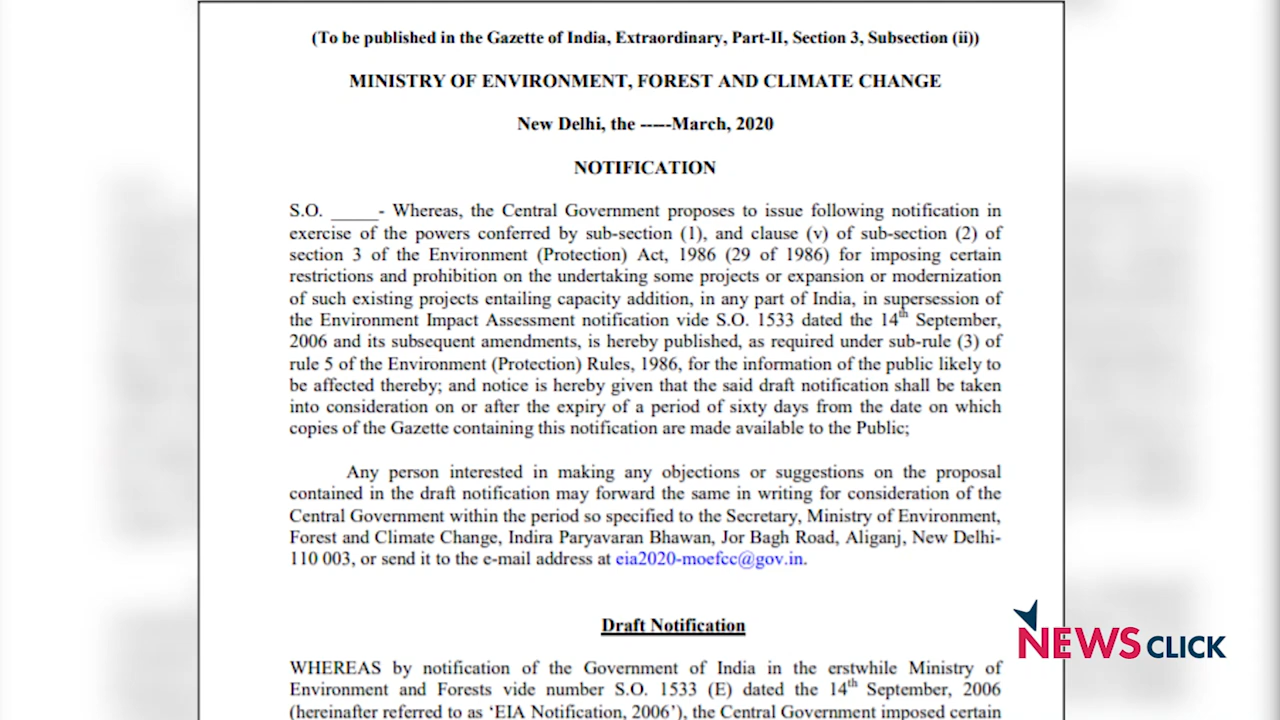 (To be published in the Gazette of India, Extraordinary, Part-II, Section 3, Subsection (ii))
MINISTRY OF ENVIRONMENT, FOREST AND CLIMATE CHANGE
New Delhi, the -----March, 2020
NOTIFICATION
S.O. _____- Whereas, the Central Government proposes to issue following notification in
exercise of the powers conferred by sub-section (1), and clause (v) of sub-section (2) of
section 3 of the Environment (Protection) Act, 1986 (29 of 1986) for imposing certain
restrictions and prohibition on the undertaking some projects or expansion or modernization
of such existing projects entailing capacity addition, in any part of India, in supersession of
the Environment Impact Assessment notification vide S.O. 1533 dated the 14th September,
2006 and its subsequent amendments, is hereby published, as required under sub-rule (3) of
rule 5 of the Environment (Protection) Rules, 1986, for the information of the public likely to
be affected thereby; and notice is hereby given that the said draft notification shall be taken
into consideration on or after the expiry of a period of sixty days from the date on which
copies of the Gazette containing this notification are made available to the Public;
Any person interested in making any objections or suggestions on the proposal
contained in the draft notification may forward the same in writing for consideration of the
Central Government within the period so specified to the Secretary, Ministry of Environment,
Forest and Climate Change, Indira Paryavaran Bhawan, Jor Bagh Road, Aliganj, New Delhi-
110 003, or send it to the e-mail address at eia2020-moefcc@gov.in.
Draft Notification
WHEREAS by notification of the Government of India in the erstwhile Ministry of
Environment and Forests vide number S.O. 1533 (E) dated the 14th September, 2006
(hereinafter referred to as ‘EIA Notification, 2006’), the Central Government imposed certain
NEWS CLICK